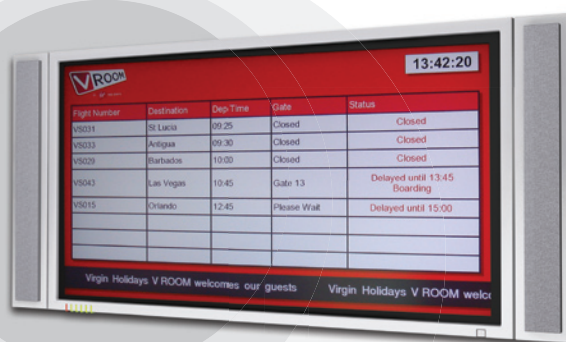 V ROOM
13:42:20
Flight Number Destination Dep Time Gate Status
VS031 St Lucia 09:25 Closed Closed
VS033 Antigua 09:30 Closed Closed
VS029 Barbados 10:00 Closed Closed
VS043 Las Vegas 10:45 Gate 13 Delayed until 13:45
Boarding
VS015 Orlando 12:45 Please Wait Delayed until 15:00
Virgin Holidays V ROOM welcomes our guests Virgin Holidays V ROOM welco